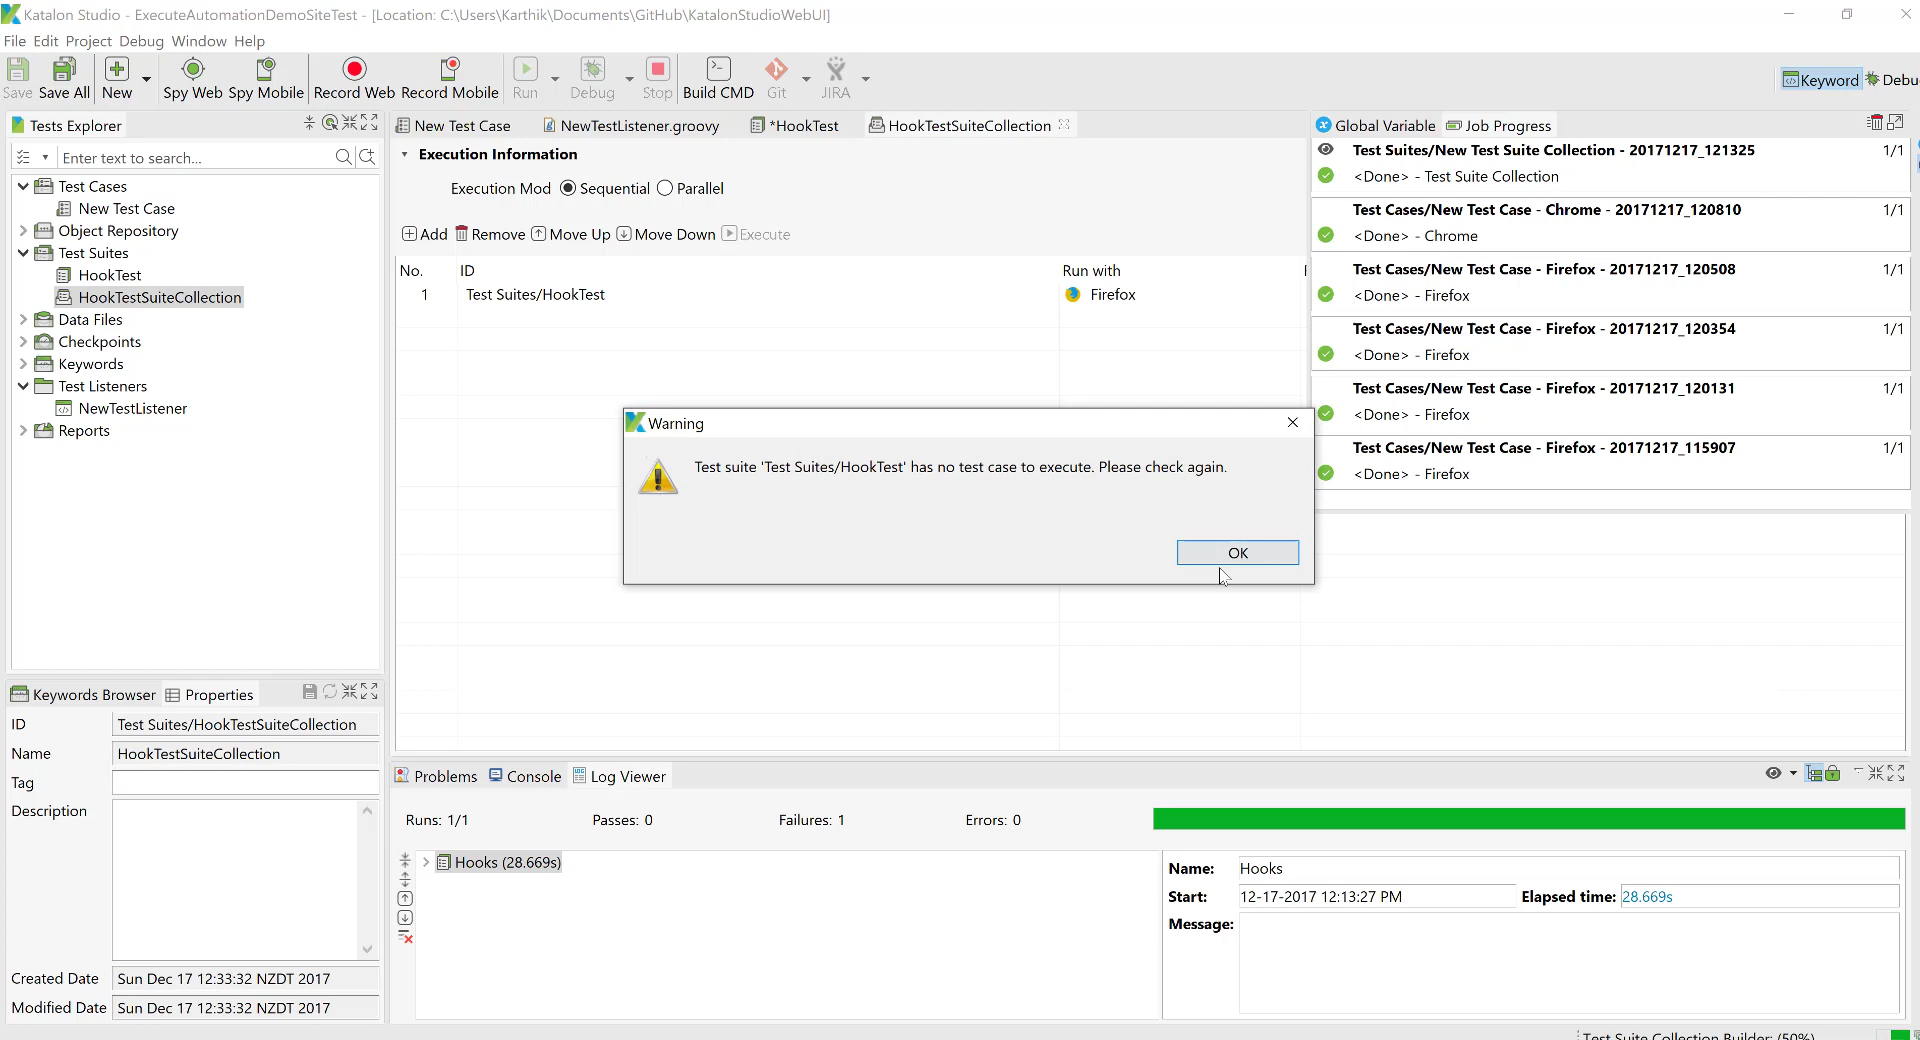 Katalon Studio - ExecuteAutomationDemoSiteTest - [Location: C:\Users\Karthik\Documents\GitHub\KatalonStudioWebUI]
File Edit Project Debug Window Help
Save Save All New Spy Web Spy Mobile Record Web Record Mobile Run Debug Stop Build CMD Git JIRA Keyword Debu
Tests Explorer
Enter text to search...
Test Cases
New Test Case
Object Repository
Test Suites
HookTest
HookTestSuiteCollection
Data Files
Checkpoints
Keywords
Test Listeners
NewTestListener
Reports
New Test Case NewTestListener.groovy *HookTest HookTestSuiteCollection
Execution Information
Execution Mod Sequential Parallel
Add Remove Move Up Move Down Execute
No. ID Run with
1 Test Suites/HookTest Firefox
Global Variable Job Progress
Test Suites/New Test Suite Collection - 20171217_121325 1/1
<Done> - Test Suite Collection
Test Cases/New Test Case - Chrome - 20171217_120810 1/1
<Done> - Chrome
Test Cases/New Test Case - Firefox - 20171217_120508 1/1
<Done> - Firefox
Test Cases/New Test Case - Firefox - 20171217_120354 1/1
<Done> - Firefox
Test Cases/New Test Case - Firefox - 20171217_120131 1/1
<Done> - Firefox
Test Cases/New Test Case - Firefox - 20171217_115907 1/1
<Done> - Firefox
Warning
Test suite 'Test Suites/HookTest' has no test case to execute. Please check again.
OK
Keywords Browser Properties
ID Test Suites/HookTestSuiteCollection
Name HookTestSuiteCollection
Tag
Description
Created Date Sun Dec 17 12:33:32 NZDT 2017
Modified Date Sun Dec 17 12:33:32 NZDT 2017
Problems Console Log Viewer
Runs: 1/1 Passes: 0 Failures: 1 Errors: 0
Hooks (28.669s)
Name: Hooks
Start: 12-17-2017 12:13:27 PM Elapsed time: 28.669s
Message:
Test Suite Collection Builder: (50%)